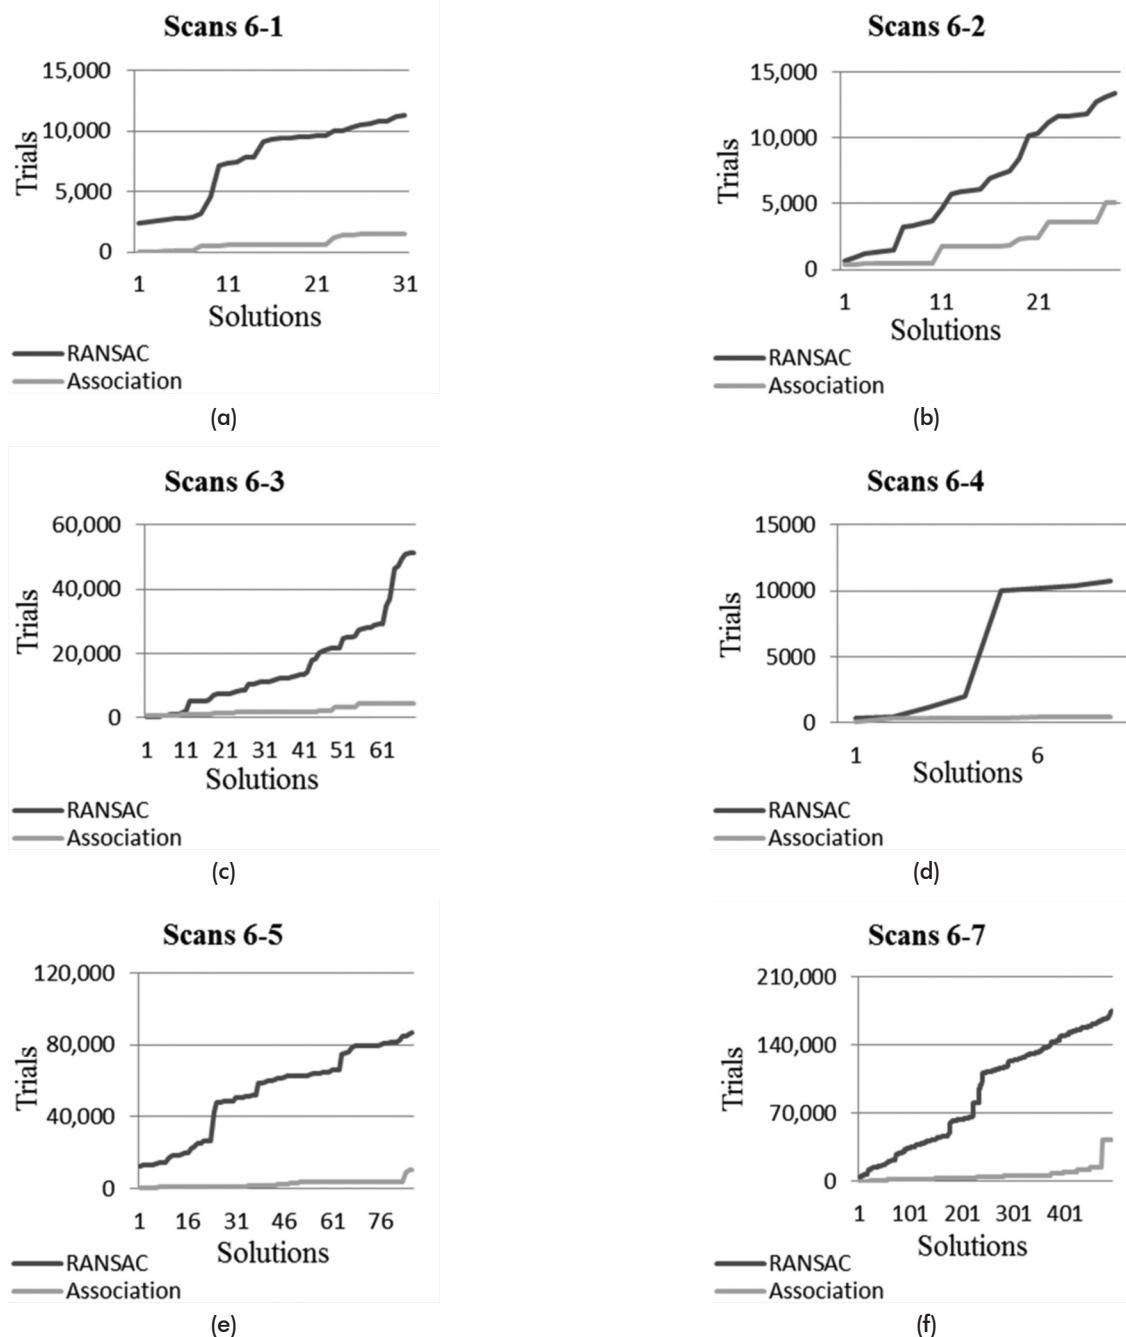 Scans 6-1
15,000
10,000
5,000
0
Trials
1 11 21 31
Solutions
RANSAC
Association
(a)
Scans 6-2
15,000
10,000
5,000
0
Trials
1 11 21
Solutions
RANSAC
Association
(b)
Scans 6-3
60,000
40,000
20,000
0
Trials
1 11 21 31 41 51 61
Solutions
RANSAC
Association
(c)
Scans 6-4
15000
10000
5000
0
Trials
1 6
Solutions
RANSAC
Association
(d)
Scans 6-5
120,000
80,000
40,000
0
Trials
1 16 31 46 61 76
Solutions
RANSAC
Association
(e)
Scans 6-7
210,000
140,000
70,000
0
Trials
1 101 201 301 401
Solutions
RANSAC
Association
(f)